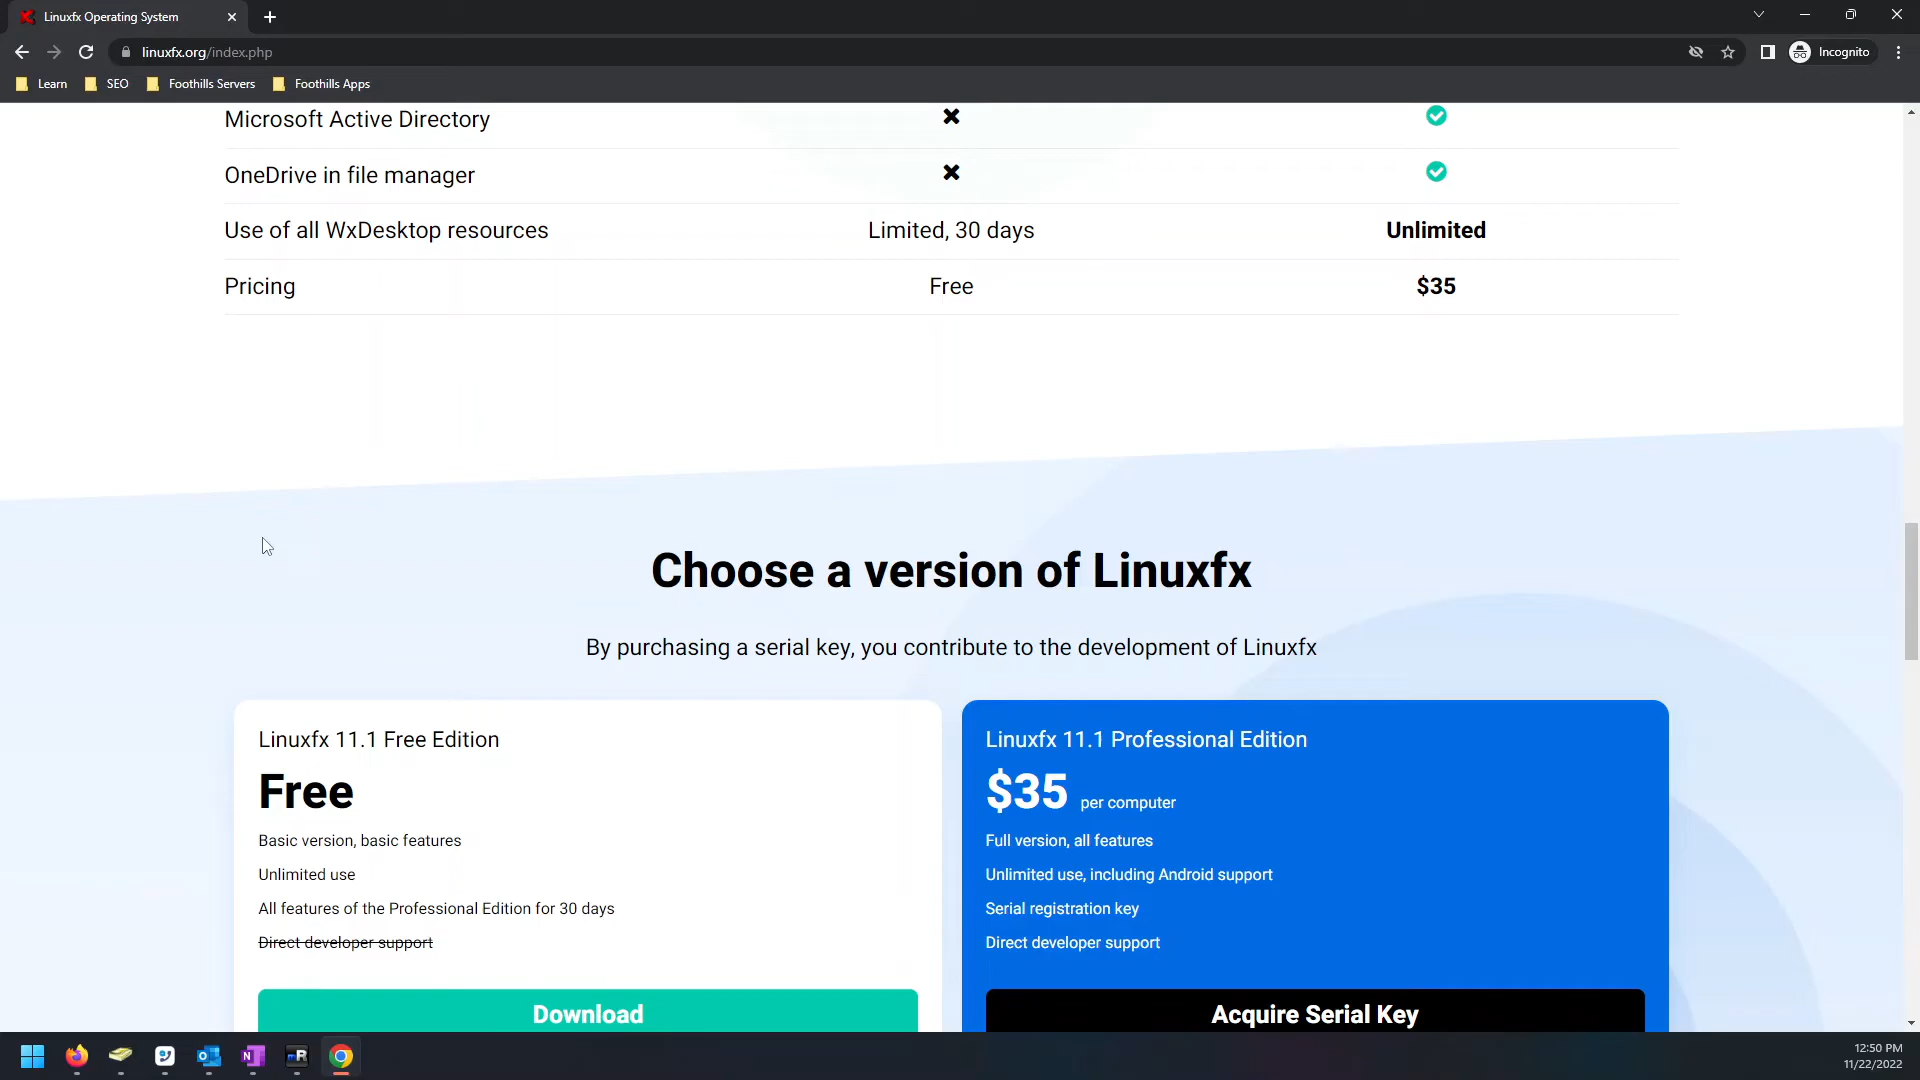 Linuxfx Operating System
linuxfx.org/index.php
Incognito
Learn
SEO
Foothills Servers
Foothills Apps
Microsoft Active Directory
OneDrive in file manager
Use of all WxDesktop resources Limited, 30 days Unlimited
Pricing Free $35
Choose a version of Linuxfx
By purchasing a serial key, you contribute to the development of Linuxfx
Linuxfx 11.1 Free Edition
Free
Basic version, basic features
Unlimited use
All features of the Professional Edition for 30 days
Direct developer support
Download
Linuxfx 11.1 Professional Edition
$35 per computer
Full version, all features
Unlimited use, including Android support
Serial registration key
Direct developer support
Acquire Serial Key
12:50 PM
11/22/2022